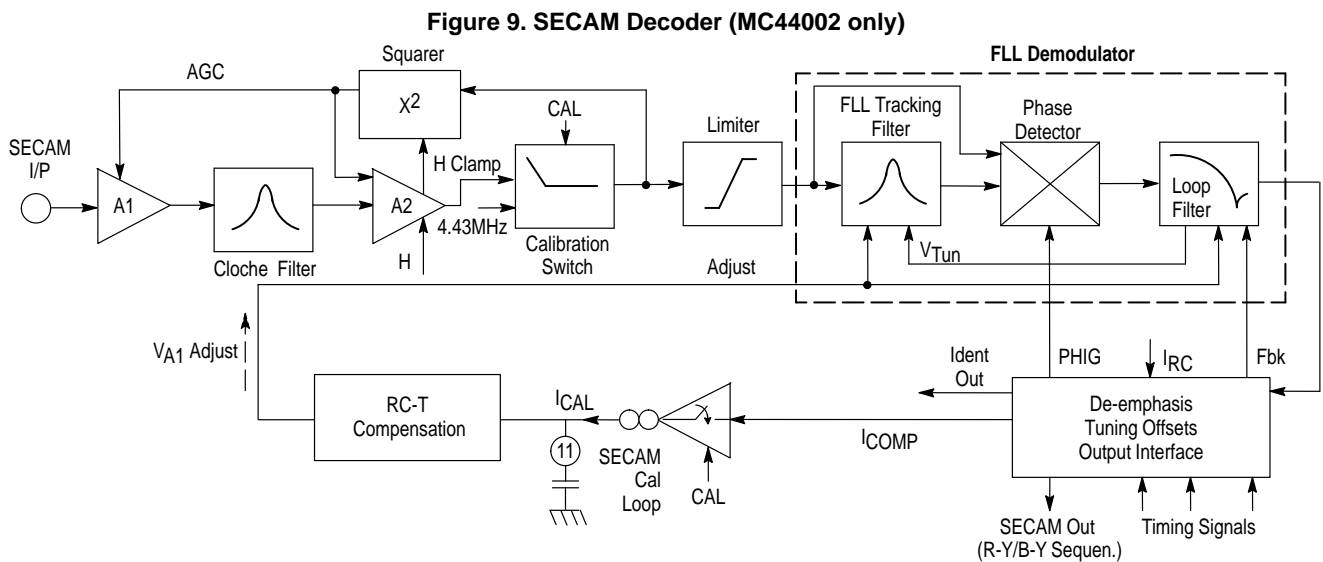 Figure 9. SECAM Decoder (MC44002 only)
Squarer
FLL Demodulator
AGC
X2
CAL
FLL Tracking
Filter
Phase
Detector
Limiter
SECAM
I/P
H Clamp
A1
A2
4.43MHz
Loop
Filter
Cloche Filter
H
Calibration
Switch
Adjust
VTun
VA1 Adjust
PHIG
IRC
Fbk
Ident
Out
RC-T
Compensation
ICAL
11
SECAM
Cal
Loop
CAL
ICOMP
De-emphasis
Tuning Offsets
Output Interface
SECAM Out
(R-Y/B-Y Sequen.)
Timing Signals